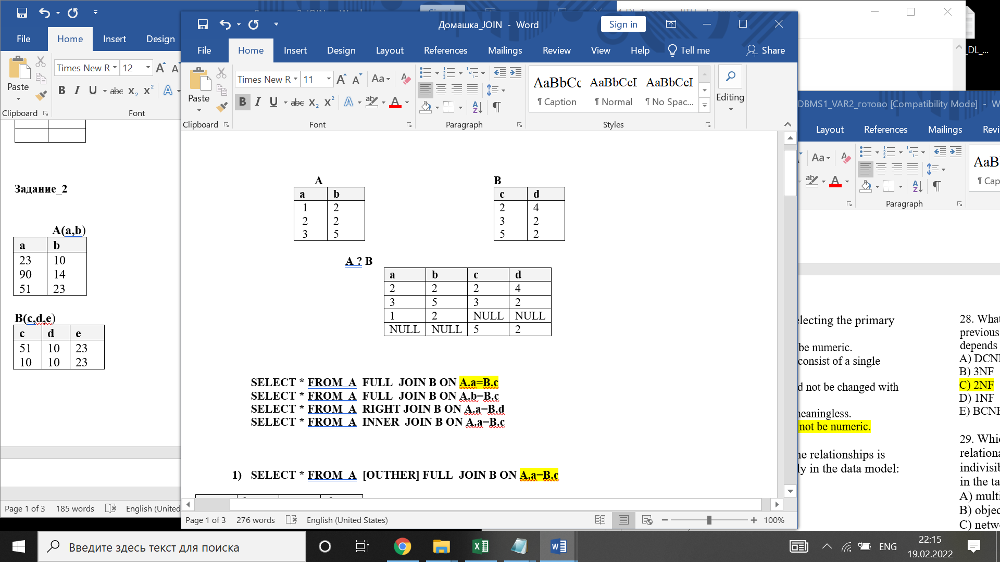 Домашка_JOIN - Word
Sign in
File Home Insert Design Layout References Mailings Review View Help Tell me Share
Paste
Clipboard
Times New R 11
Font
Paragraph
AaBbCc AaBbCcI AaBbCcI
¶ Caption ¶ Normal ¶ No Spac...
Styles
Editing
A
a b
1 2
2 2
3 5
B
c d
2 4
3 2
5 2
A ? B
a b c d
2 2 2 4
3 5 3 2
1 2 NULL NULL
NULL NULL 5 2
SELECT * FROM A FULL JOIN B ON A.a=B.c
SELECT * FROM A FULL JOIN B ON A.b=B.c
SELECT * FROM A RIGHT JOIN B ON A.a=B.d
SELECT * FROM A INNER JOIN B ON A.a=B.c
1) SELECT * FROM A [OUTHER] FULL JOIN B ON A.a=B.c
Page 1 of 3 276 words English (United States) 100%
File Home Insert Design
Times New R 12
Paste
Clipboard Font
Задание_2
A(a,b)
a b
23 10
90 14
51 23
B(c,d,e)
c d e
51 10 23
10 10 23
Page 1 of 3 185 words English (United
_DL_...
DBMS1_VAR2_готово [Compatibility Mode] - W
Layout References Mailings Revi
AaB
¶ Cap
Paragraph
electing the primary
be numeric.
consist of a single
d not be changed with
meaningless.
not be numeric.
ne relationships is
ly in the data model:
28. What
previous
depends
A) DCNF
B) 3NF
C) 2NF
D) 1NF
E) BCNF
29. Whic
relationa
indivisib
in the ta
A) multi
B) objec
C) netw
Введите здесь текст для поиска
ENG
22:15
19.02.2022